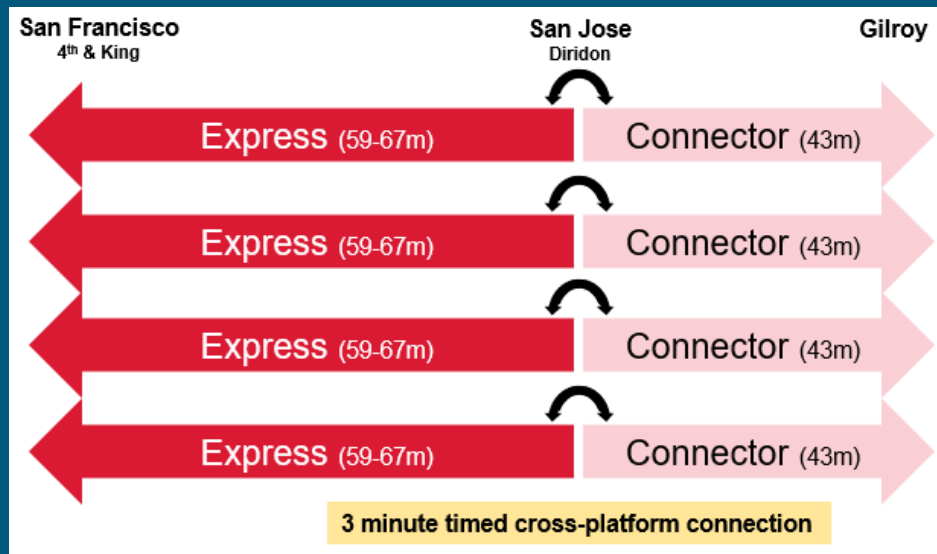 San Francisco
4th & King
San Jose
Diridon
Gilroy
Express (59-67m)
Connector (43m)
Express (59-67m)
Connector (43m)
Express (59-67m)
Connector (43m)
Express (59-67m)
Connector (43m)
3 minute timed cross-platform connection